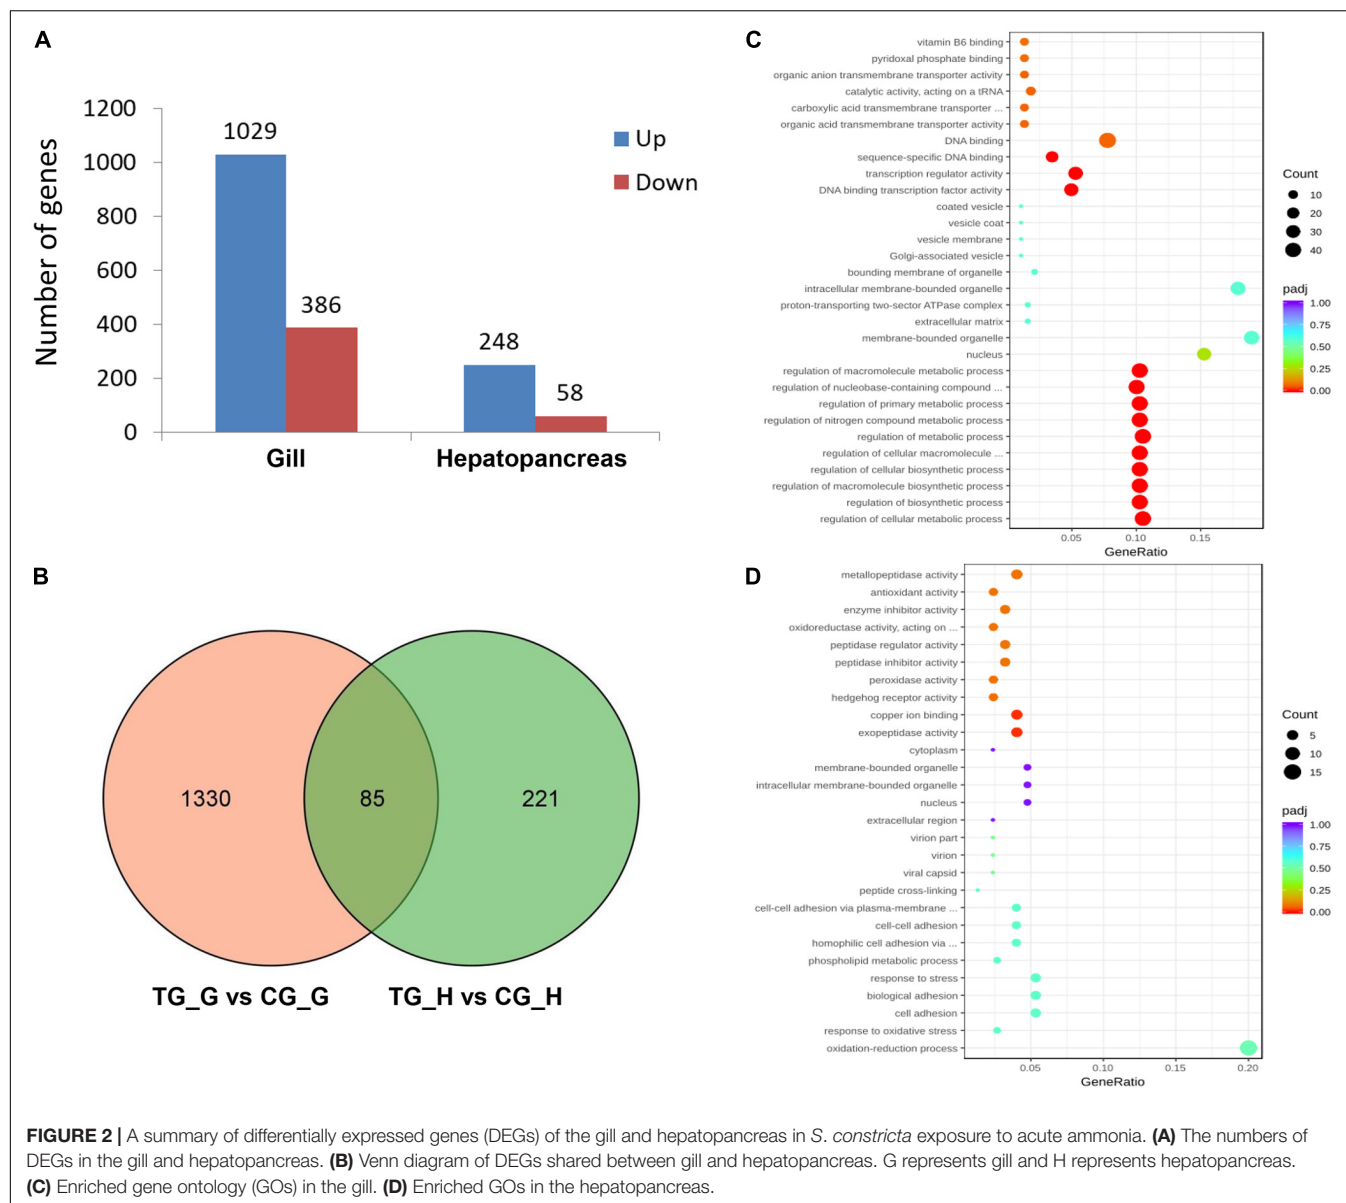 A
1200
1000
800
600
400
200
0
Number of genes
1029
386
248
58
Up
Down
Gill
Hepatopancreas
B
1330
85
221
TG_G vs CG_G
TG_H vs CG_H
C
vitamin B6 binding
pyridoxal phosphate binding
organic anion transmembrane transporter activity
catalytic activity, acting on a tRNA
carboxylic acid transmembrane transporter ...
organic acid transmembrane transporter activity
DNA binding
sequence-specific DNA binding
transcription regulator activity
DNA binding transcription factor activity
coated vesicle
vesicle coat
vesicle membrane
Golgi-associated vesicle
bounding membrane of organelle
intracellular membrane-bounded organelle
proton-transporting two-sector ATPase complex
extracellular matrix
membrane-bounded organelle
nucleus
regulation of macromolecule metabolic process
regulation of nucleobase-containing compound ...
regulation of primary metabolic process
regulation of nitrogen compound metabolic process
regulation of metabolic process
regulation of cellular macromolecule ...
regulation of cellular biosynthetic process
regulation of macromolecule biosynthetic process
regulation of biosynthetic process
regulation of cellular metabolic process
0.05
0.10
0.15
GeneRatio
Count
10
20
30
40
padj
1.00
0.75
0.50
0.25
0.00
D
metallopeptidase activity
antioxidant activity
enzyme inhibitor activity
oxidoreductase activity, acting on ...
peptidase regulator activity
peptidase inhibitor activity
peroxidase activity
hedgehog receptor activity
copper ion binding
exopeptidase activity
cytoplasm
membrane-bounded organelle
intracellular membrane-bounded organelle
nucleus
extracellular region
virion part
virion
viral capsid
peptide cross-linking
cell-cell adhesion via plasma-membrane ...
cell-cell adhesion
homophilic cell adhesion via ...
phospholipid metabolic process
response to stress
biological adhesion
cell adhesion
response to oxidative stress
oxidation-reduction process
0.05
0.10
0.15
0.20
GeneRatio
Count
5
10
15
padj
1.00
0.75
0.50
0.25
0.00
FIGURE 2 | A summary of differentially expressed genes (DEGs) of the gill and hepatopancreas in S. constricta exposure to acute ammonia. (A) The numbers of
DEGs in the gill and hepatopancreas. (B) Venn diagram of DEGs shared between gill and hepatopancreas. G represents gill and H represents hepatopancreas.
(C) Enriched gene ontology (GOs) in the gill. (D) Enriched GOs in the hepatopancreas.